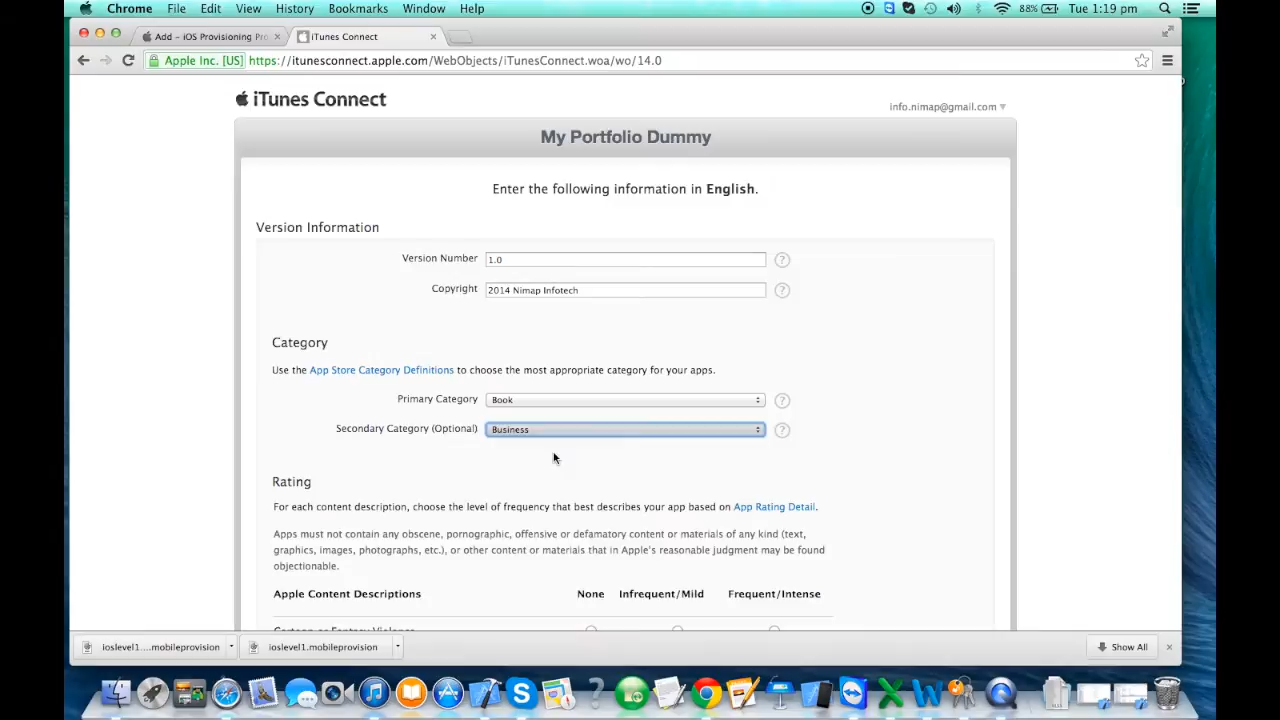 Chrome File Edit View History Bookmarks Window Help 88% Tue 1:19 pm
Add - iOS Provisioning Pro × iTunes Connect ×
Apple Inc. [US] https://itunesconnect.apple.com/WebObjects/iTunesConnect.woa/wo/14.0
iTunes Connect
info.nimap@gmail.com
My Portfolio Dummy
Enter the following information in English.
Version Information
Version Number 1.0 ?
Copyright 2014 Nimap Infotech ?
Category
Use the App Store Category Definitions to choose the most appropriate category for your apps.
Primary Category Book ?
Secondary Category (Optional) Business ?
Rating
For each content description, choose the level of frequency that best describes your app based on App Rating Detail.
Apps must not contain any obscene, pornographic, offensive or defamatory content or materials of any kind (text,
graphics, images, photographs, etc.), or other content or materials that in Apple's reasonable judgment may be found
objectionable.
Apple Content Descriptions None Infrequent/Mild Frequent/Intense
Cartoon or Fantasy Violence
ioslevel1....mobileprovision ioslevel1.mobileprovision Show All ×